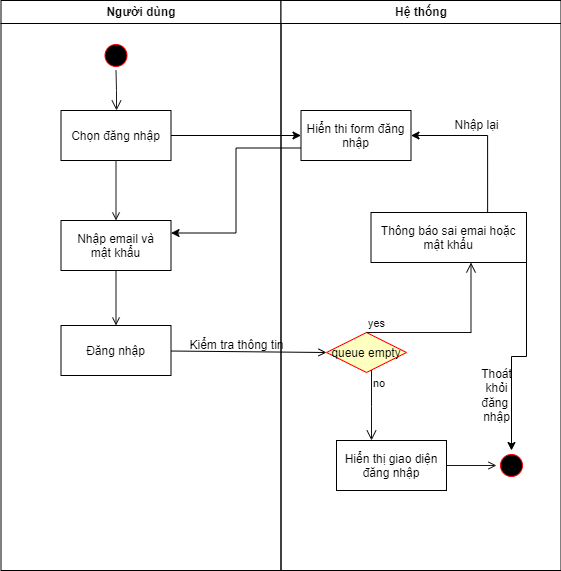 Người dùng
Hệ thống
Chọn đăng nhập
Hiển thi form đăng
nhập
Nhập lại
Nhập email và
mật khẩu
Thông báo sai emai hoặc
mật khẩu
yes
Đăng nhập
Kiểm tra thông tin
queue empty
no
Thoát
khỏi
đăng
nhập
Hiển thị giao diện
đăng nhập